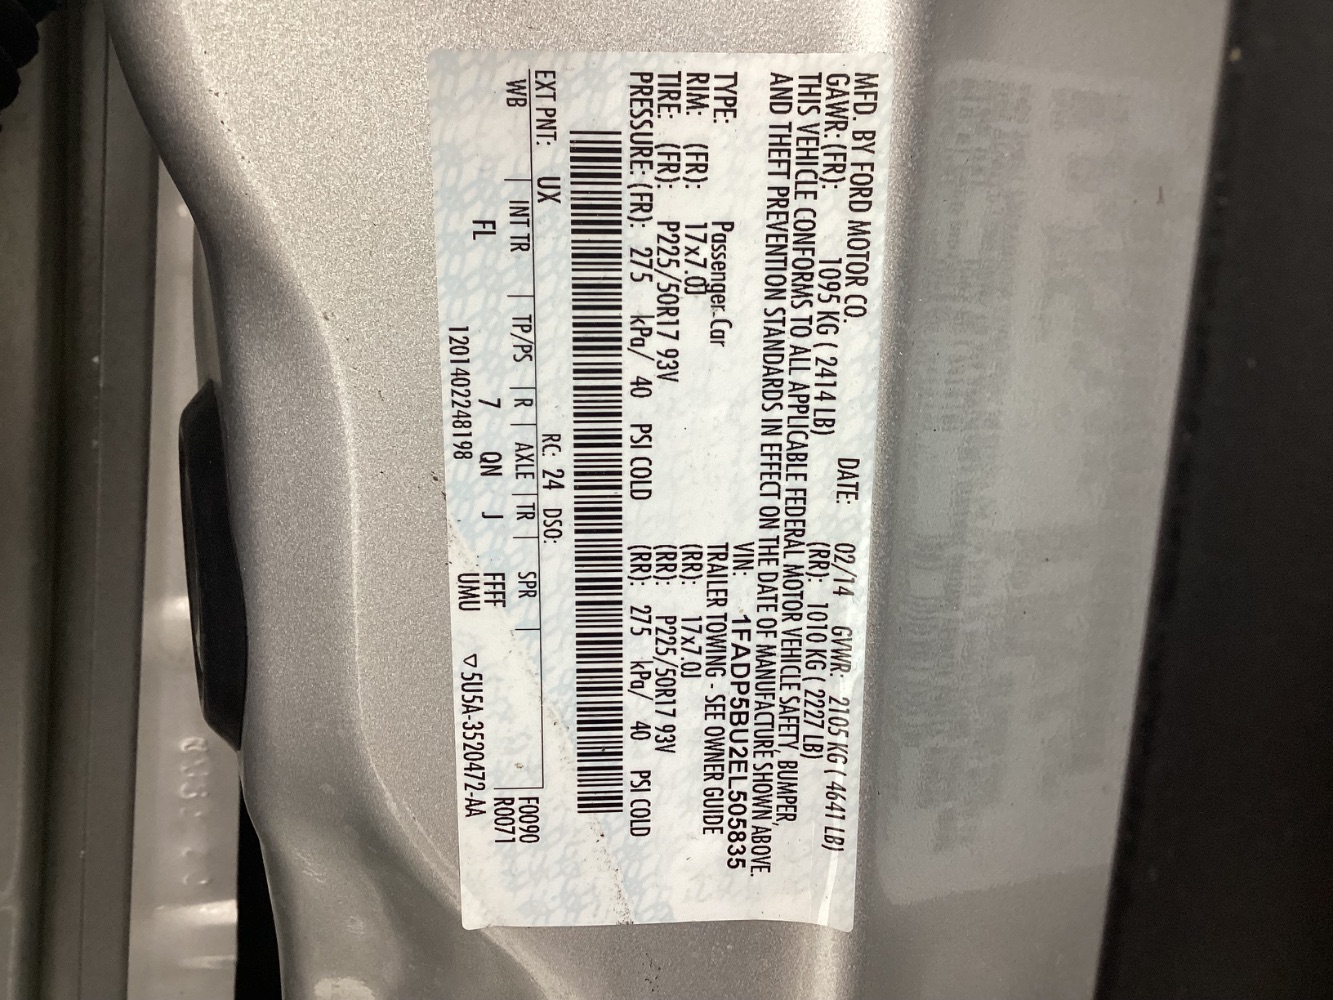 MFD. BY FORD MOTOR CO. DATE: 02/14 GVWR: 2105 KG ( 4641 LB)
GAWR: (FR): 1095 KG ( 2414 LB) (RR): 1010 KG ( 2227 LB)
THIS VEHICLE CONFORMS TO ALL APPLICABLE FEDERAL MOTOR VEHICLE SAFETY, BUMPER,
AND THEFT PREVENTION STANDARDS IN EFFECT ON THE DATE OF MANUFACTURE SHOWN ABOVE.
VIN: 1FADP5BU2EL505835
TYPE: Passenger Car TRAILER TOWING - SEE OWNER GUIDE
RIM: (FR): 17x7.0J (RR): 17x7.0J
TIRE: (FR): P225/50R17 93V (RR): P225/50R17 93V
PRESSURE: (FR): 275 kPa/ 40 PSI COLD (RR): 275 kPa/ 40 PSI COLD
EXT PNT: UX RC: 24 DSO:
WB | INT TR | TP/PS | R | AXLE | TR | SPR | F0090
FL 7 QN J FFFF R0071
1201402248198 UMU ▽5U5A-3520472-AA